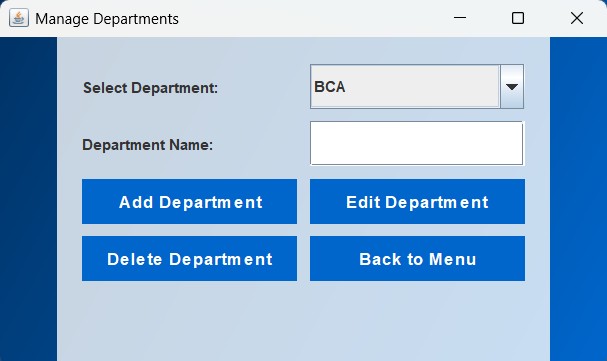 Manage Departments
Select Department: BCA
Department Name:
Add Department Edit Department
Delete Department Back to Menu